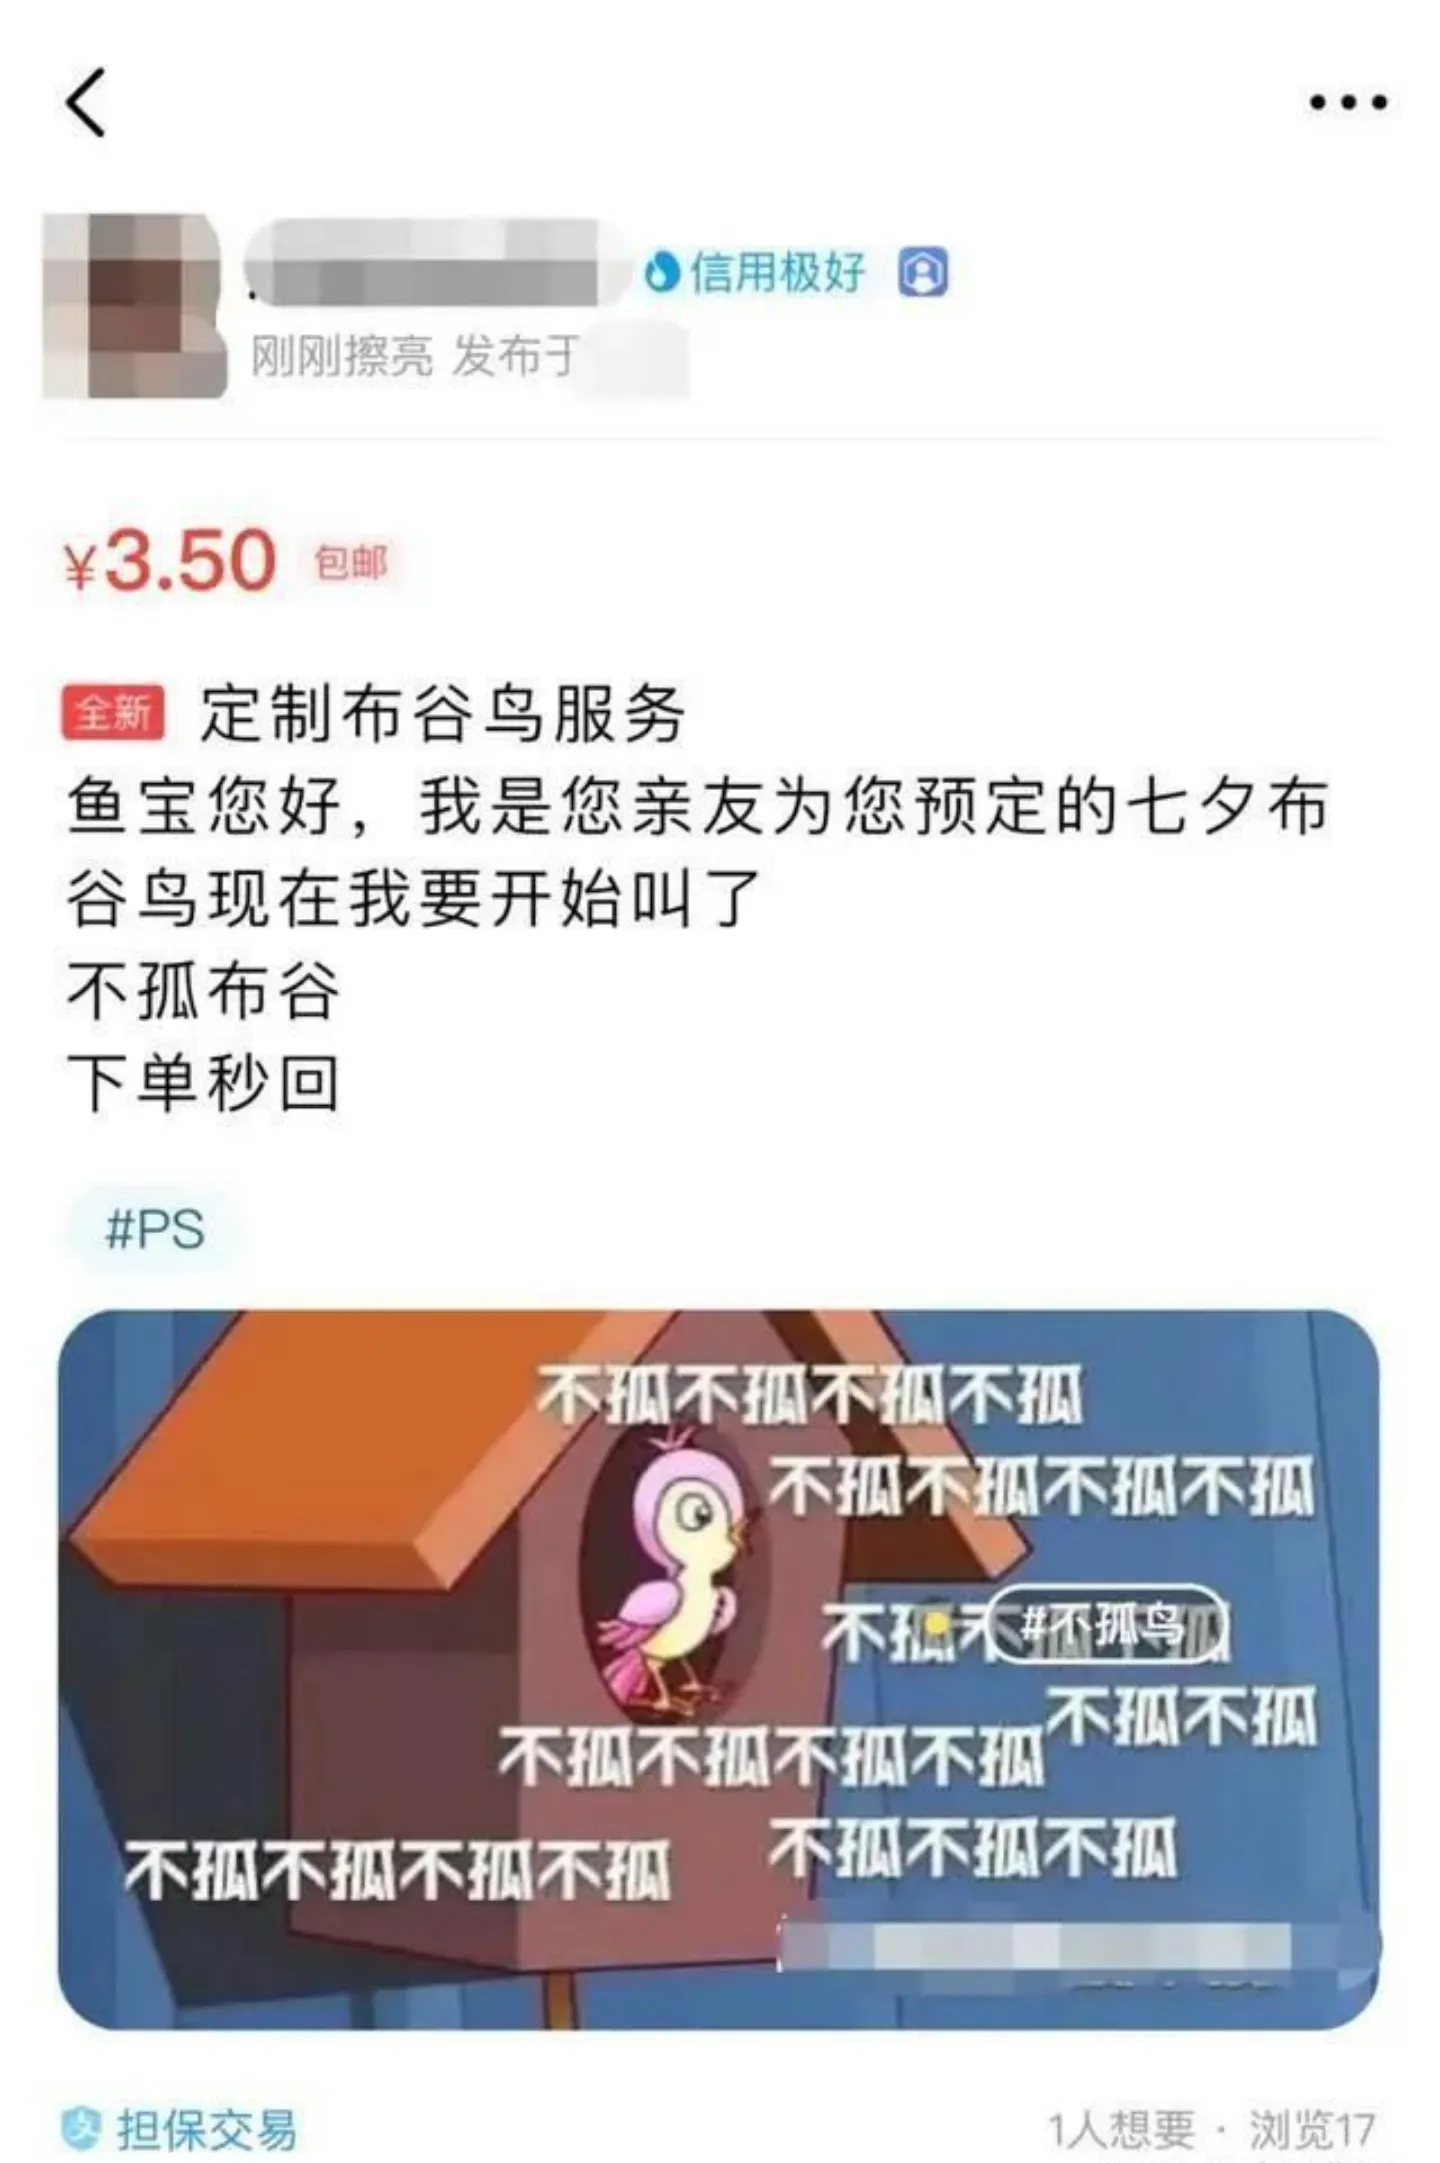 信用极好
刚刚擦亮 发布于
¥3.50 包邮
全新 定制布谷鸟服务
鱼宝您好，我是您亲友为您预定的七夕布
谷鸟现在我要开始叫了
不孤布谷
下单秒回
#PS
不孤不孤不孤不孤
不孤不孤不孤不孤
不孤不
#不孤鸟
不孤不孤
不孤不孤不孤不孤
不孤不孤不孤
不孤不孤不孤不孤
担保交易
1人想要 · 浏览17